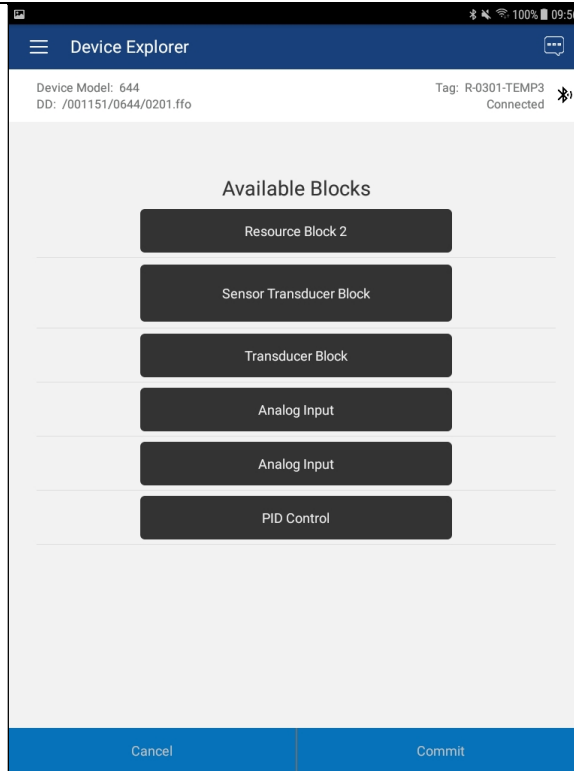 100% 09:56
Device Explorer
Device Model: 644
DD: /001151/0644/0201.ffo
Tag: R-0301-TEMP3
Connected
Available Blocks
Resource Block 2
Sensor Transducer Block
Transducer Block
Analog Input
Analog Input
PID Control
Cancel
Commit